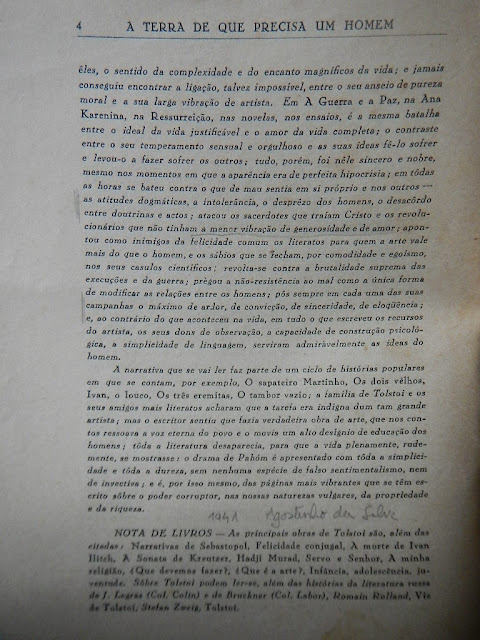 4 A TERRA DE QUE PRECISA UM HOMEM
êles, o sentido da complexidade e do encanto magníficos da vida; e jamais
conseguiu encontrar a ligação, talvez impossível, entre o seu anseio de pureza
moral e a sua larga vibração de artista. Em A Guerra e a Paz, na Ana
Karenina, na Ressurreição, nas novelas, nos ensaios, é a mesma batalha
entre o ideal da vida justificável e o amor da vida completa; o contraste
entre o seu temperamento sensual e orgulhoso e as suas ideas fê-lo sofrer
e levou-o a fazer sofrer os outros; tudo, porém, foi nêle sincero e nobre,
mesmo nos momentos em que a aparência era de perfeita hipocrisia; em tôdas
as horas se bateu contra o que de mau sentia em si próprio e nos outros —
as atitudes dogmáticas, a intolerância, o desprêzo dos homens, o desacôrdo
entre doutrinas e actos; atacou os sacerdotes que traíam Cristo e os revolu-
cionários que não tinham a menor vibração de generosidade e de amor; apon-
tou como inimigos da felicidade comum os literatos para quem a arte vale
mais do que o homem, e os sábios que se fecham, por comodidade e egoísmo,
nos seus casulos científicos; revolta-se contra a brutalidade suprema das
execuções e da guerra; prègou a não-resistência ao mal como a única forma
de modificar as relações entre os homens; pôs sempre em cada uma das suas
campanhas o máximo de ardor, de convicção, de sinceridade, de eloqüência;
e, ao contrário do que aconteceu na vida, em tudo o que escreveu os recursos
do artista, os seus dons de observação, a capacidade de construção psicoló-
gica, a simplicidade de linguagem, serviram admiràvelmente as ideas do
homem.
A narrativa que se vai ler faz parte de um ciclo de histórias populares
em que se contam, por exemplo, O sapateiro Martinho, Os dois velhos,
Ivan, o louco, Os três eremitas, O tambor vazio; a família de Tolstoi e os
seus amigos mais literatos acharam que a tarefa era indigna dum tam grande
artista; mas o escritor sentiu que fazia verdadeira obra de arte, que nos con-
tos ressoava a voz eterna do povo e o movia um alto desígnio de educação dos
homens; tôda a literatura desaparecia, para que a vida plenamente, rude-
mente, se mostrasse: o drama de Pahóm é apresentado com tôda a simplici-
dade e tôda a dureza, sem nenhuma espécie de falso sentimentalismo, nem
de invectiva; e é, por isso mesmo, das páginas mais vibrantes que se têm es-
crito sôbre o poder corruptor, nas nossas naturezas vulgares, da propriedade
e da riqueza.
1941 Agostinho da Silva
NOTA DE LIVROS — As principais obras de Tolstoi são, além das
citadas: Narrativas de Sebastopol, Felicidade conjugal, A morte de Ivan
Ilitch, A Sonata de Kreutzer, Hadji Murad, Servo e Senhor, A minha
religião, ¿Que devemos fazer?, ¿Que é a arte?, Infância, adolescência, ju-
ventude. Sôbre Tolstoi podem ler-se, além das histórias da literatura russa
de J. Legras (Col. Colin) e de Bruckner (Col. Labor), Romain Rolland, Vie
de Tolstoi, Stefan Zweig, Tolstoi.